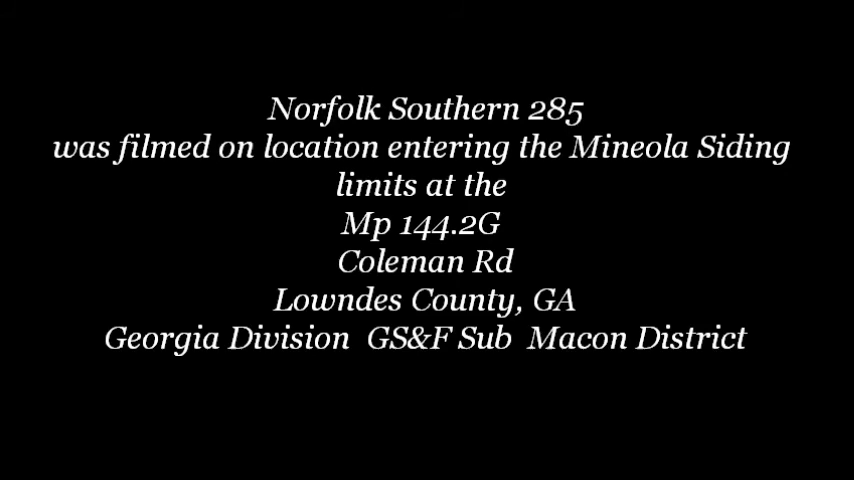 Norfolk Southern 285
was filmed on location entering the Mineola Siding
limits at the
Mp 144.2G
Coleman Rd
Lowndes County, GA
Georgia Division  GS&F Sub  Macon District